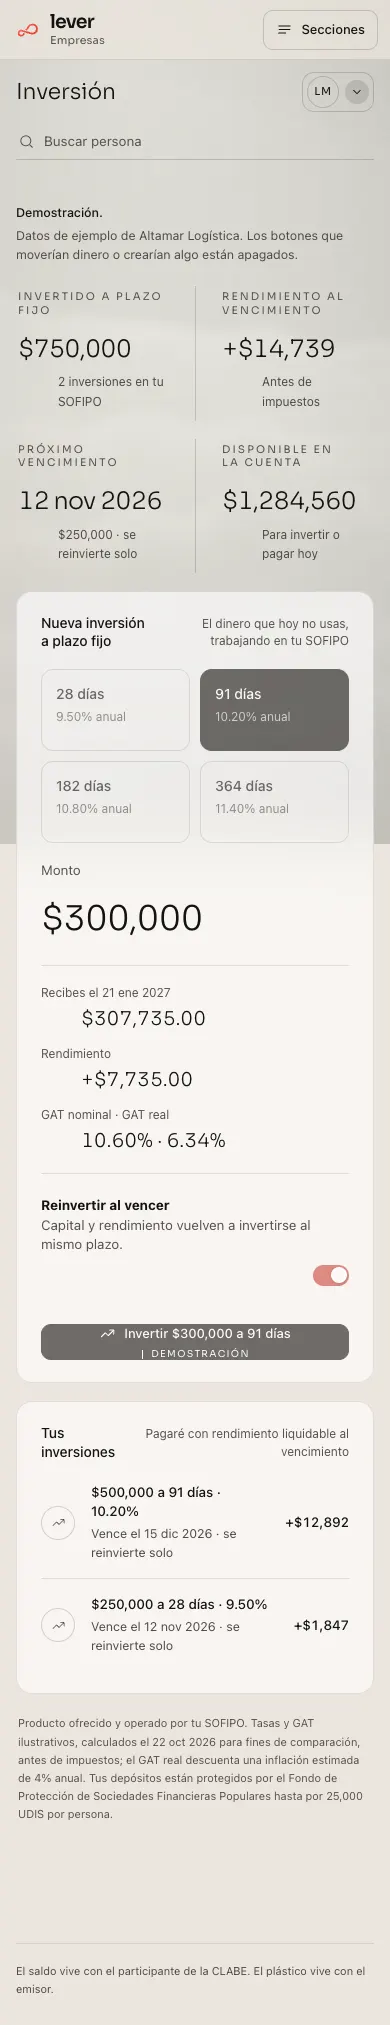 lever
Empresas
Secciones
Inversión
LM
Buscar persona
Demostración.
Datos de ejemplo de Altamar Logística. Los botones que
moverían dinero o crearían algo están apagados.
INVERTIDO A PLAZO
FIJO
$750,000
2 inversiones en tu
SOFIPO
RENDIMIENTO AL
VENCIMIENTO
+$14,739
Antes de
impuestos
PRÓXIMO
VENCIMIENTO
12 nov 2026
$250,000 · se
reinvierte solo
DISPONIBLE EN
LA CUENTA
$1,284,560
Para invertir o
pagar hoy
Nueva inversión
a plazo fijo
El dinero que hoy no usas,
trabajando en tu SOFIPO
28 días
9.50% anual
91 días
10.20% anual
182 días
10.80% anual
364 días
11.40% anual
Monto
$300,000
Recibes el 21 ene 2027
$307,735.00
Rendimiento
+$7,735.00
GAT nominal · GAT real
10.60% · 6.34%
Reinvertir al vencer
Capital y rendimiento vuelven a invertirse al
mismo plazo.
Invertir $300,000 a 91 días
| DEMOSTRACIÓN
Tus
inversiones
Pagaré con rendimiento liquidable al
vencimiento
$500,000 a 91 días ·
10.20%
Vence el 15 dic 2026 · se
reinvierte solo
+$12,892
$250,000 a 28 días · 9.50%
Vence el 12 nov 2026 · se
reinvierte solo
+$1,847
Producto ofrecido y operado por tu SOFIPO. Tasas y GAT
ilustrativos, calculados el 22 oct 2026 para fines de comparación,
antes de impuestos; el GAT real descuenta una inflación estimada
de 4% anual. Tus depósitos están protegidos por el Fondo de
Protección de Sociedades Financieras Populares hasta por 25,000
UDIS por persona.
El saldo vive con el participante de la CLABE. El plástico vive con el
emisor.